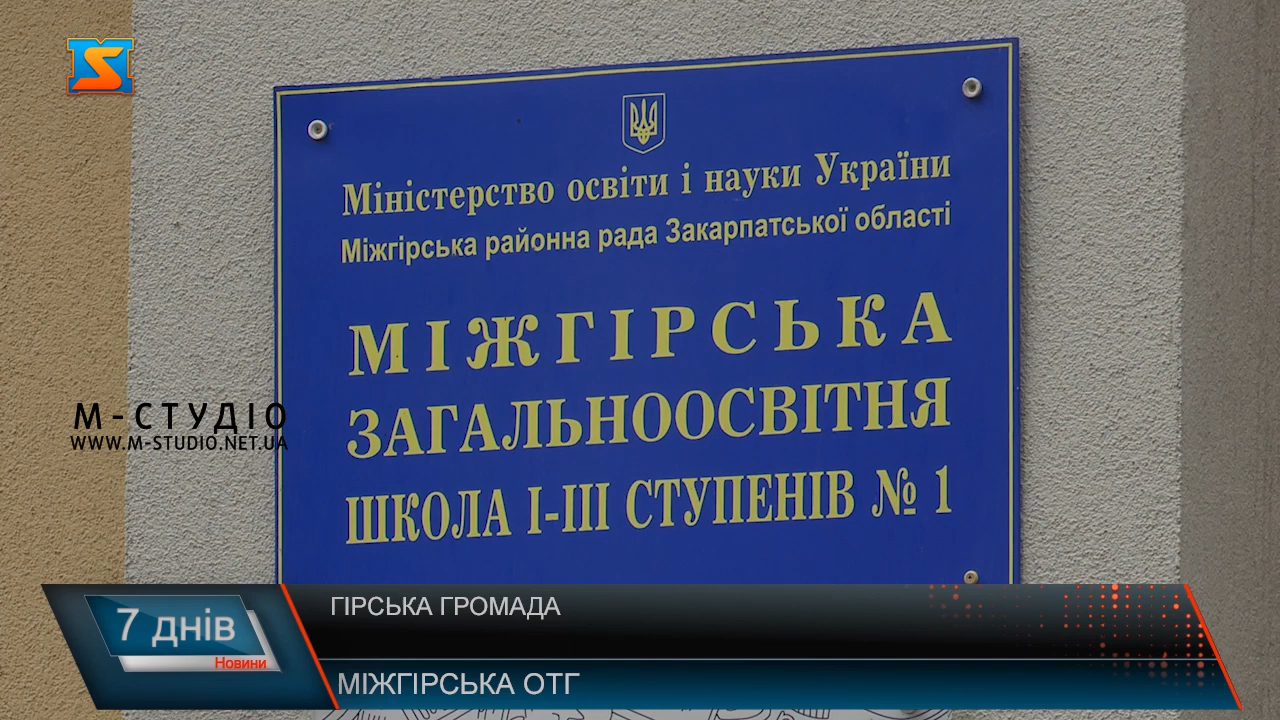 Міністерство освіти і науки України
Міжгірська районна рада Закарпатської області
МІЖГІРСЬКА
ЗАГАЛЬНООСВІТНЯ
ШКОЛА І-ІІІ СТУПЕНІВ № 1
М-СТУДІО
WWW.M-STUDIO.NET.UA
7 днів
Новини
ГІРСЬКА ГРОМАДА
МІЖГІРСЬКА ОТГ